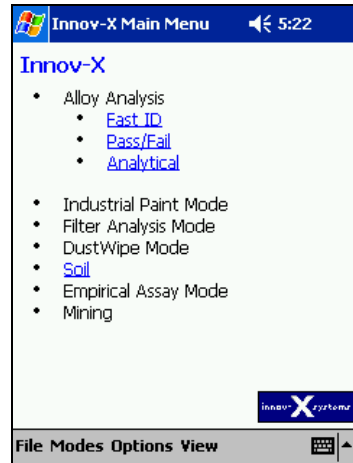 Innov-X Main Menu 5:22
Innov-X
• Alloy Analysis
• Fast ID
• Pass/Fail
• Analytical
• Industrial Paint Mode
• Filter Analysis Mode
• DustWipe Mode
• Soil
• Empirical Assay Mode
• Mining
innov-X systems
File Modes Options View